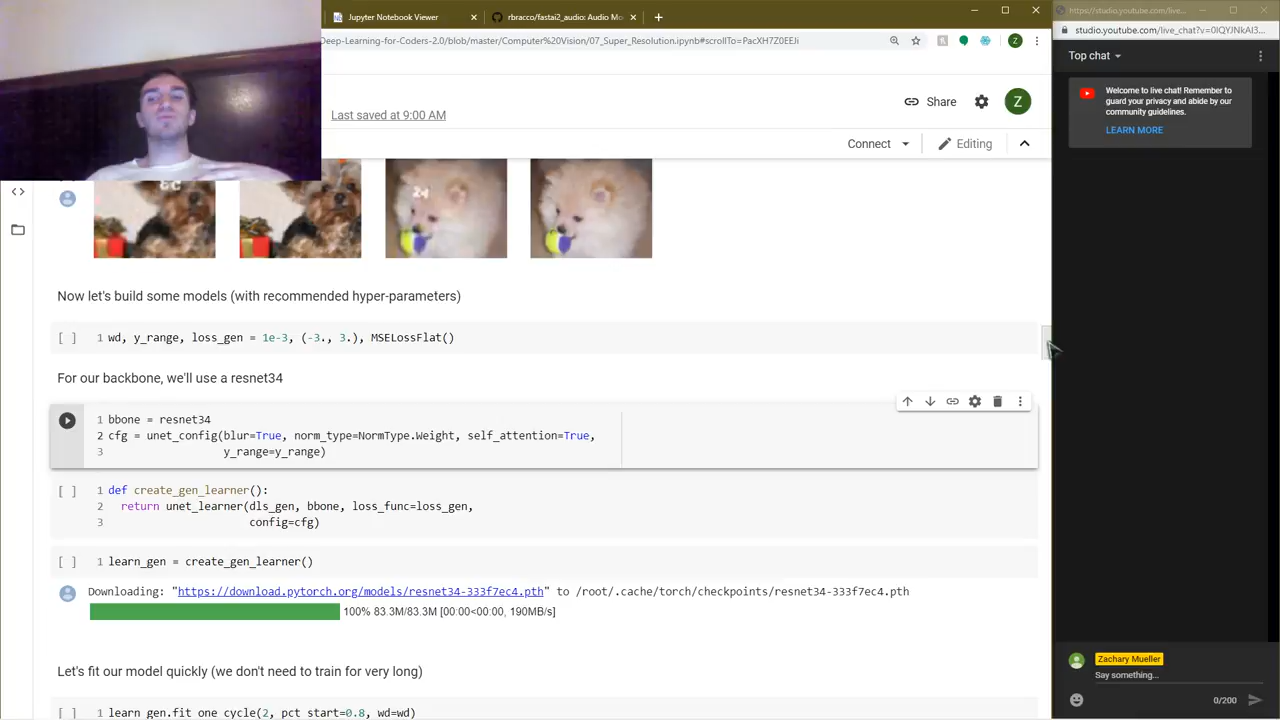 Jupyter Notebook Viewer
rbracco/fastai2_audio: Audio Mo
https://studio.youtube.com/live_...
Deep-Learning-for-Coders-2.0/blob/master/Computer%20Vision/07_Super_Resolution.ipynb#scrollTo=PacXH7Z0EEJi
Z
studio.youtube.com/live_chat?v=0IQYJNkAI3...
Top chat
Last saved at 9:00 AM
Share
Z
Connect
Editing
Welcome to live chat! Remember to
guard your privacy and abide by our
community guidelines.
LEARN MORE
Now let's build some models (with recommended hyper-parameters)
[ ] 1 wd, y_range, loss_gen = 1e-3, (-3., 3.), MSELossFlat()
For our backbone, we'll use a resnet34
1 bbone = resnet34
2 cfg = unet_config(blur=True, norm_type=NormType.Weight, self_attention=True,
3 y_range=y_range)
[ ] 1 def create_gen_learner():
2 return unet_learner(dls_gen, bbone, loss_func=loss_gen,
3 config=cfg)
[ ] 1 learn_gen = create_gen_learner()
Downloading: "https://download.pytorch.org/models/resnet34-333f7ec4.pth" to /root/.cache/torch/checkpoints/resnet34-333f7ec4.pth
100% 83.3M/83.3M [00:00<00:00, 190MB/s]
Let's fit our model quickly (we don't need to train for very long)
[ ] 1 learn_gen.fit_one_cycle(2, pct_start=0.8, wd=wd)
Zachary Mueller
Say something...
0/200